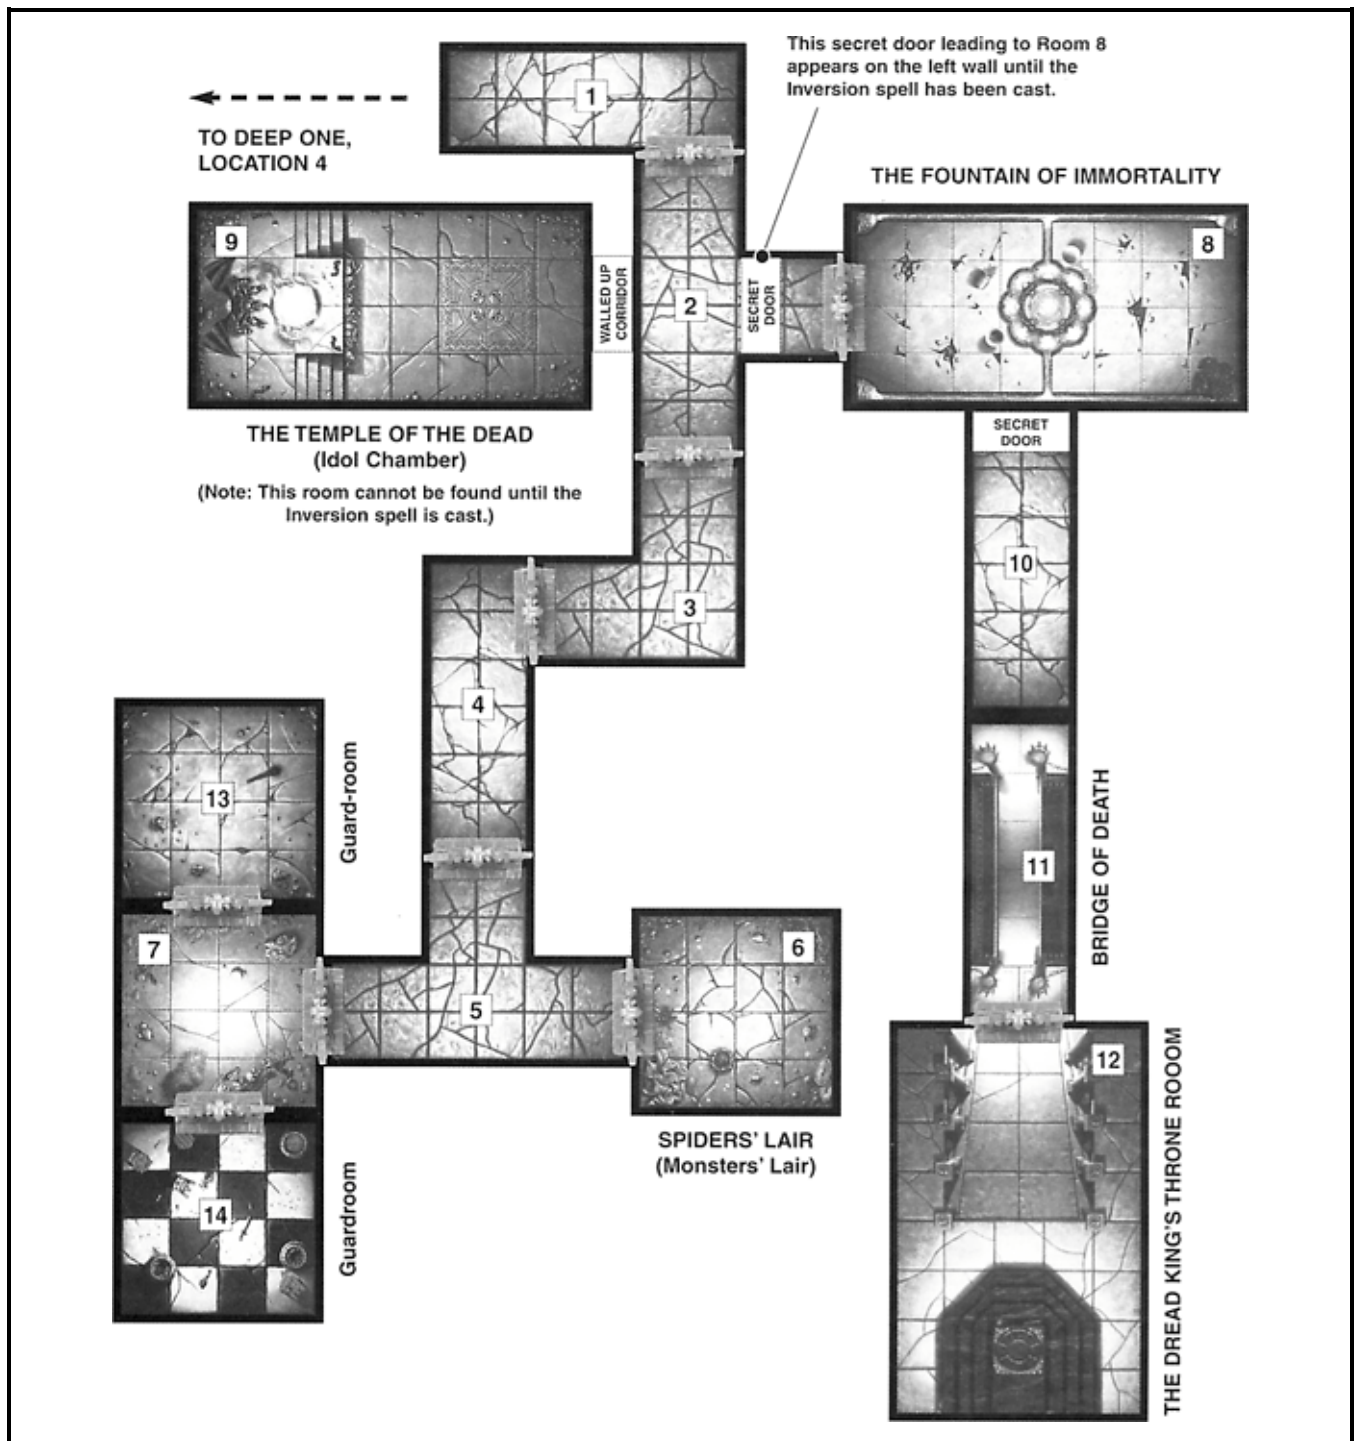 This secret door leading to Room 8
appears on the left wall until the
Inversion spell has been cast.
1
TO DEEP ONE,
LOCATION 4
THE FOUNTAIN OF IMMORTALITY
9
8
WALLED UP
CORRIDOR
2
SECRET
DOOR
THE TEMPLE OF THE DEAD
(Idol Chamber)
(Note: This room cannot be found until the
Inversion spell is cast.)
SECRET
DOOR
10
3
4
13
Guard-room
11
BRIDGE OF DEATH
7
6
5
12
SPIDERS' LAIR
(Monsters' Lair)
14
Guardroom
THE DREAD KING'S THRONE ROOOM